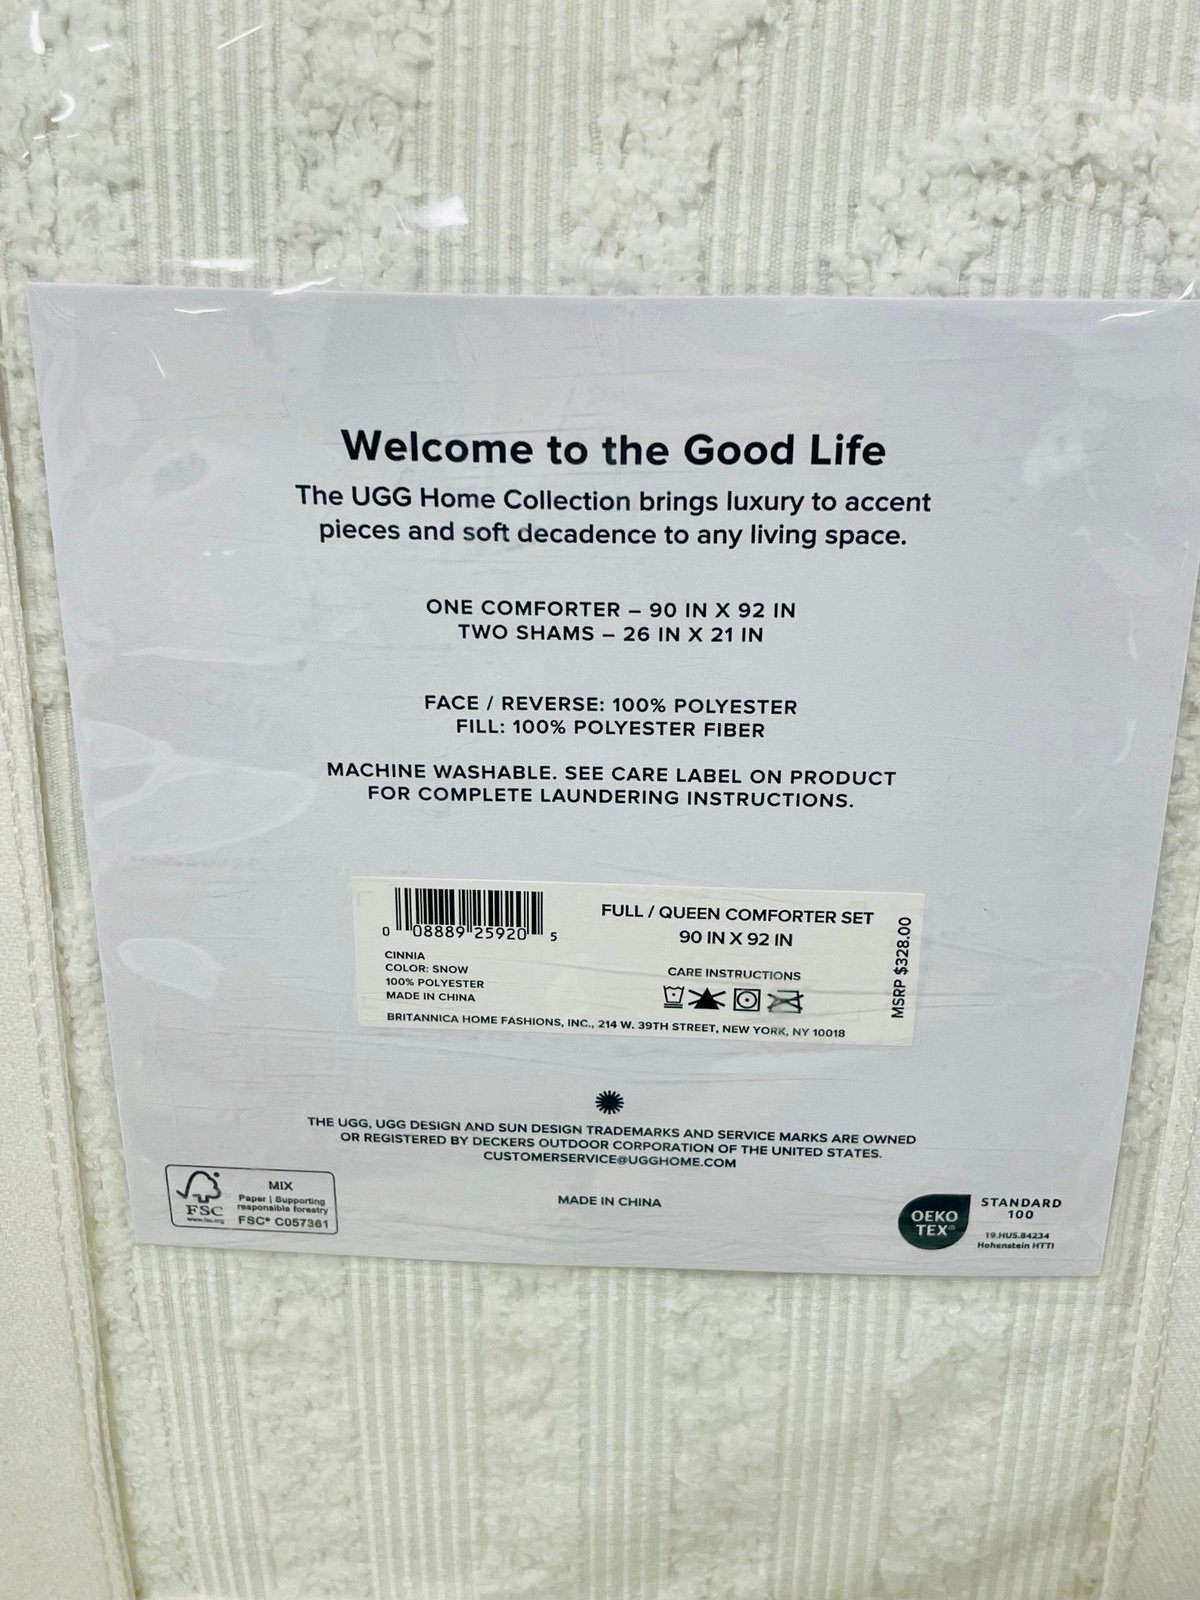 Welcome to the Good Life
The UGG Home Collection brings luxury to accent
pieces and soft decadence to any living space.
ONE COMFORTER – 90 IN X 92 IN
TWO SHAMS – 26 IN X 21 IN
FACE / REVERSE: 100% POLYESTER
FILL: 100% POLYESTER FIBER
MACHINE WASHABLE. SEE CARE LABEL ON PRODUCT
FOR COMPLETE LAUNDERING INSTRUCTIONS.
0 08889 25920 5
CINNIA
COLOR: SNOW
100% POLYESTER
MADE IN CHINA
FULL / QUEEN COMFORTER SET
90 IN X 92 IN
CARE INSTRUCTIONS
MSRP $328.00
BRITANNICA HOME FASHIONS, INC., 214 W. 39TH STREET, NEW YORK, NY 10018
THE UGG, UGG DESIGN AND SUN DESIGN TRADEMARKS AND SERVICE MARKS ARE OWNED
OR REGISTERED BY DECKERS OUTDOOR CORPORATION OF THE UNITED STATES.
CUSTOMERSERVICE@UGGHOME.COM
MADE IN CHINA
FSC
www.fsc.org
MIX
Paper | Supporting
responsible forestry
FSC® C057361
OEKO
TEX®
STANDARD
100
19.HUS.84234
Hohenstein HTTI